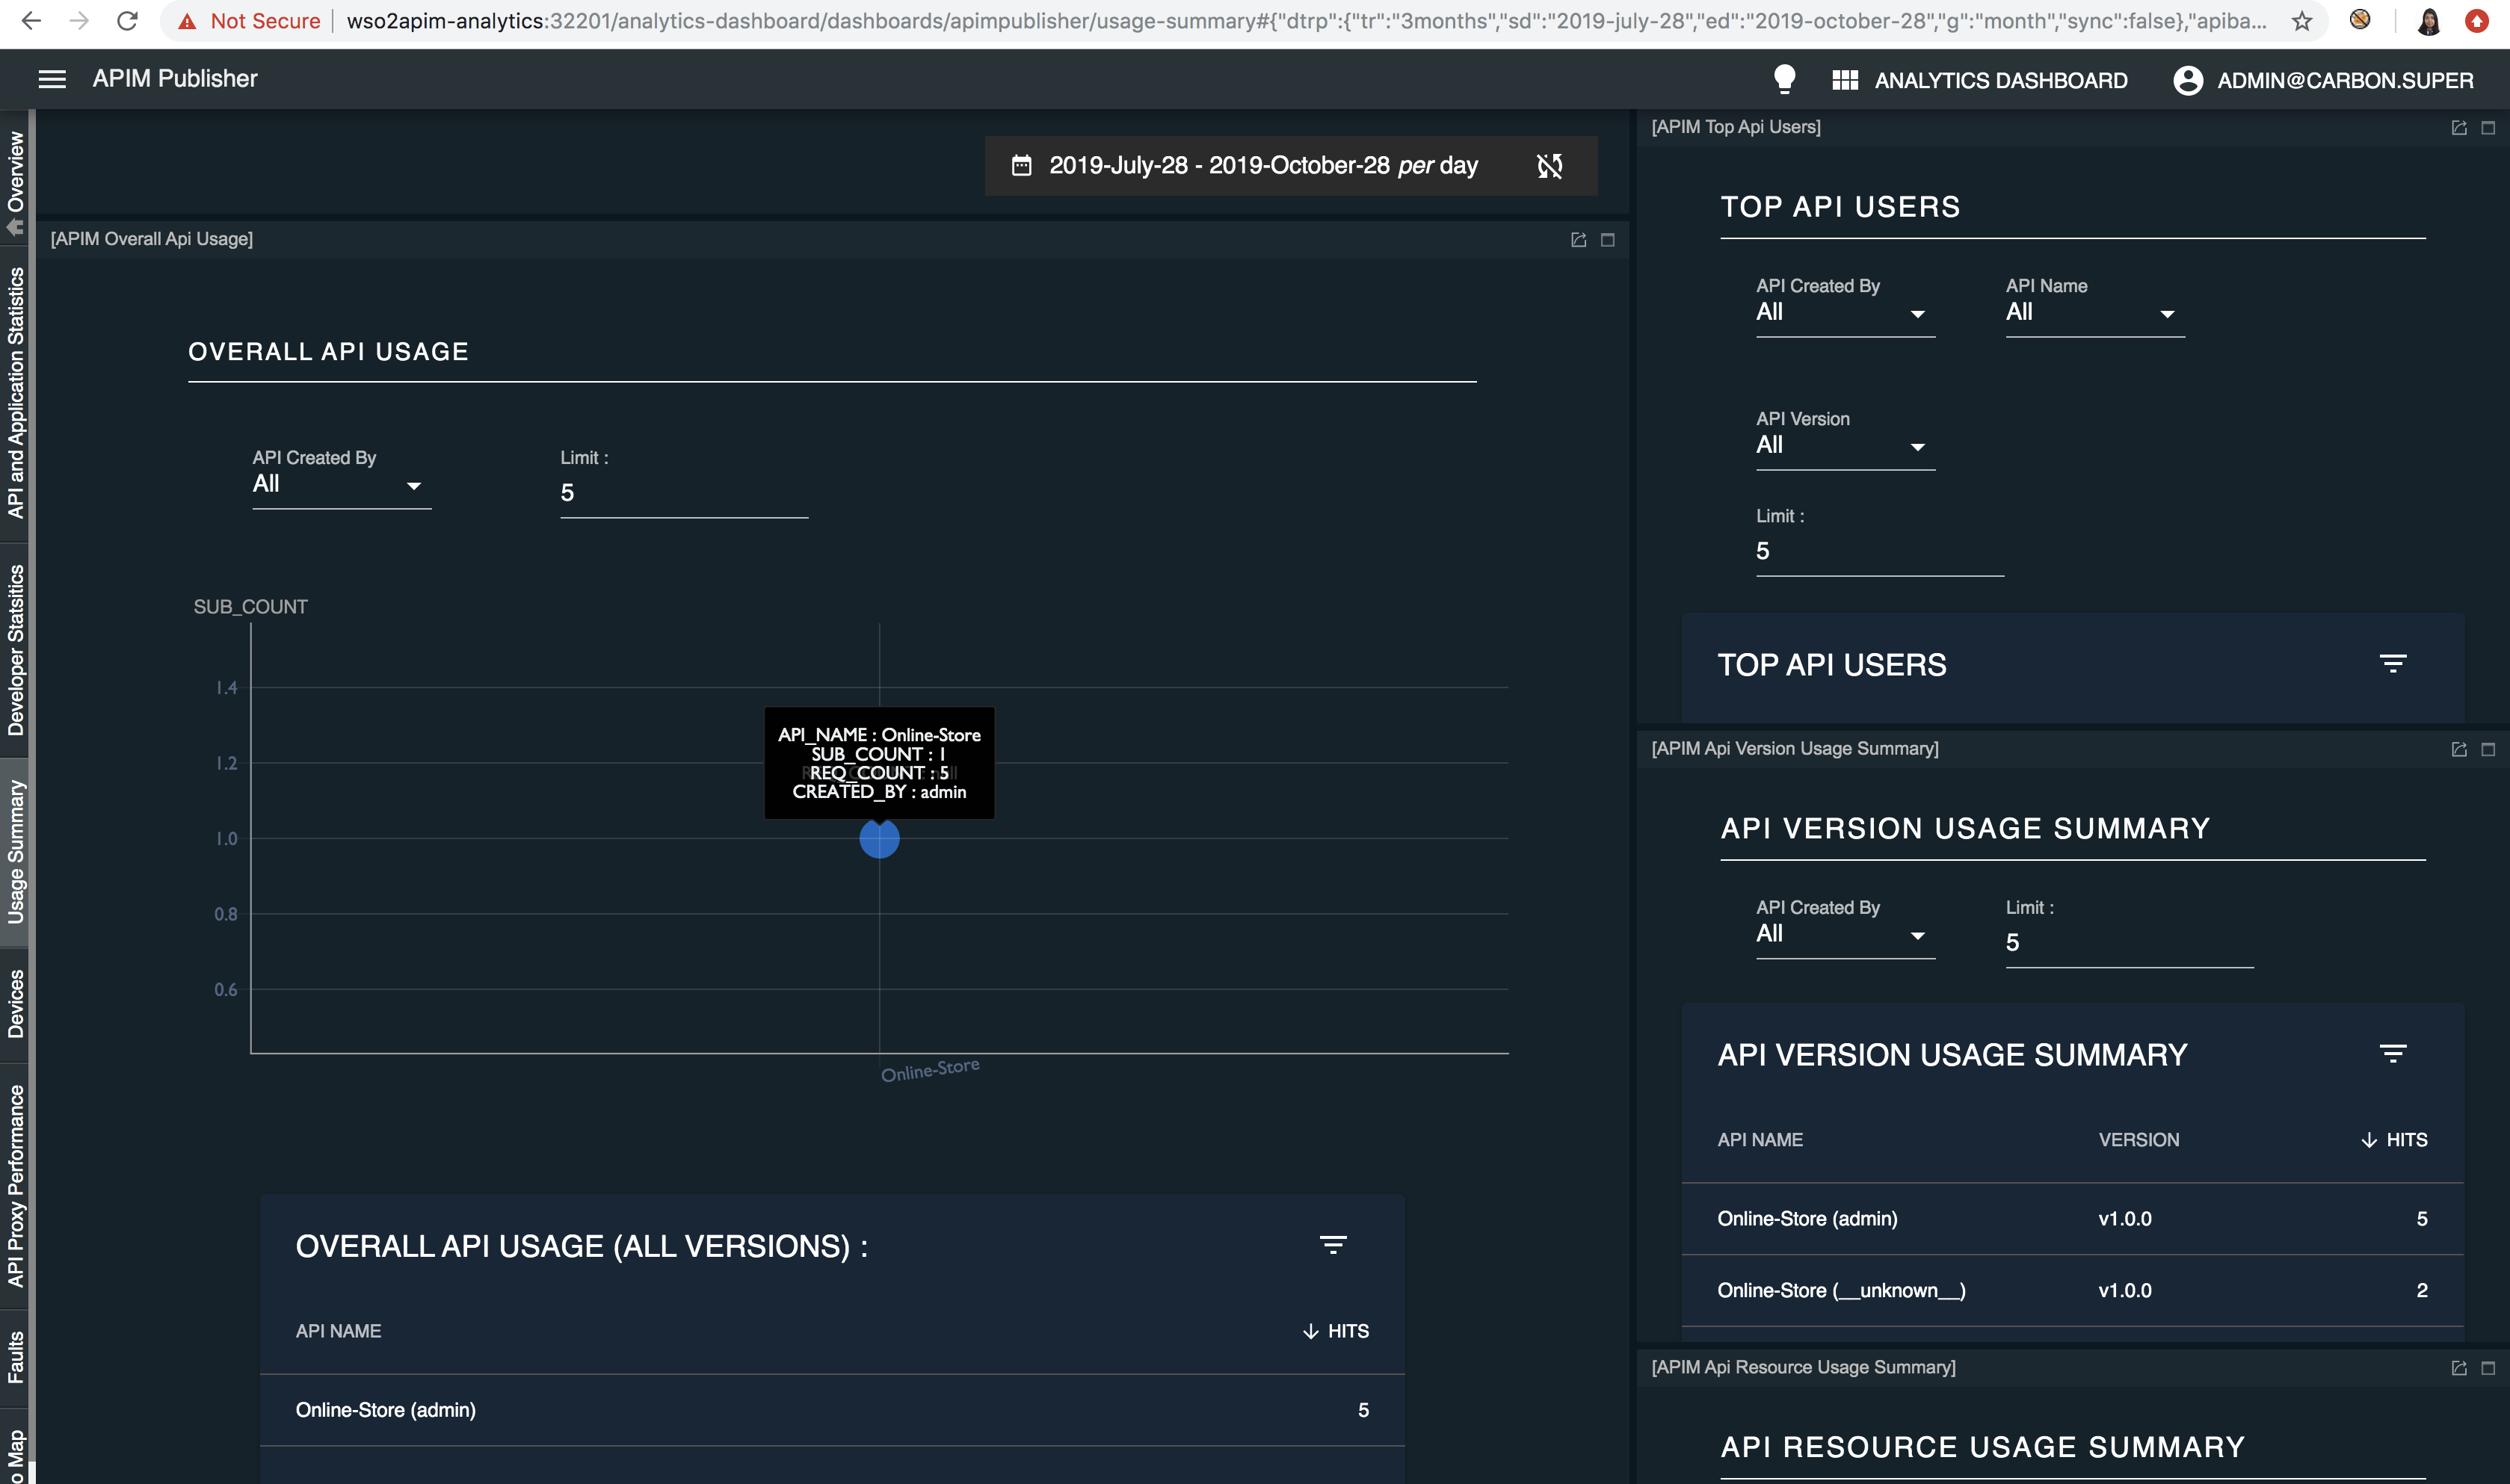 Not Secure
wso2apim-analytics:32201/analytics-dashboard/dashboards/apimpublisher/usage-summary#{"dtrp":{"tr":"3months","sd":"2019-july-28","ed":"2019-october-28","g":"month","sync":false},"apiba...
APIM Publisher
ANALYTICS DASHBOARD
ADMIN@CARBON.SUPER
Overview
API and Application Statistics
Developer Statsitics
Usage Summary
Devices
API Proxy Performance
Faults
o Map
2019-July-28 - 2019-October-28 per day
[APIM Overall Api Usage]
OVERALL API USAGE
API Created By
All
Limit :
5
SUB_COUNT
1.4
1.2
1.0
0.8
0.6
API_NAME : Online-Store
SUB_COUNT : 1
REQ_COUNT : 5
CREATED_BY : admin
Online-Store
OVERALL API USAGE (ALL VERSIONS) :
API NAME
HITS
Online-Store (admin)
5
[APIM Top Api Users]
TOP API USERS
API Created By
All
API Name
All
API Version
All
Limit :
5
TOP API USERS
[APIM Api Version Usage Summary]
API VERSION USAGE SUMMARY
API Created By
All
Limit :
5
API VERSION USAGE SUMMARY
API NAME
VERSION
HITS
Online-Store (admin)
v1.0.0
5
Online-Store (__unknown__)
v1.0.0
2
[APIM Api Resource Usage Summary]
API RESOURCE USAGE SUMMARY